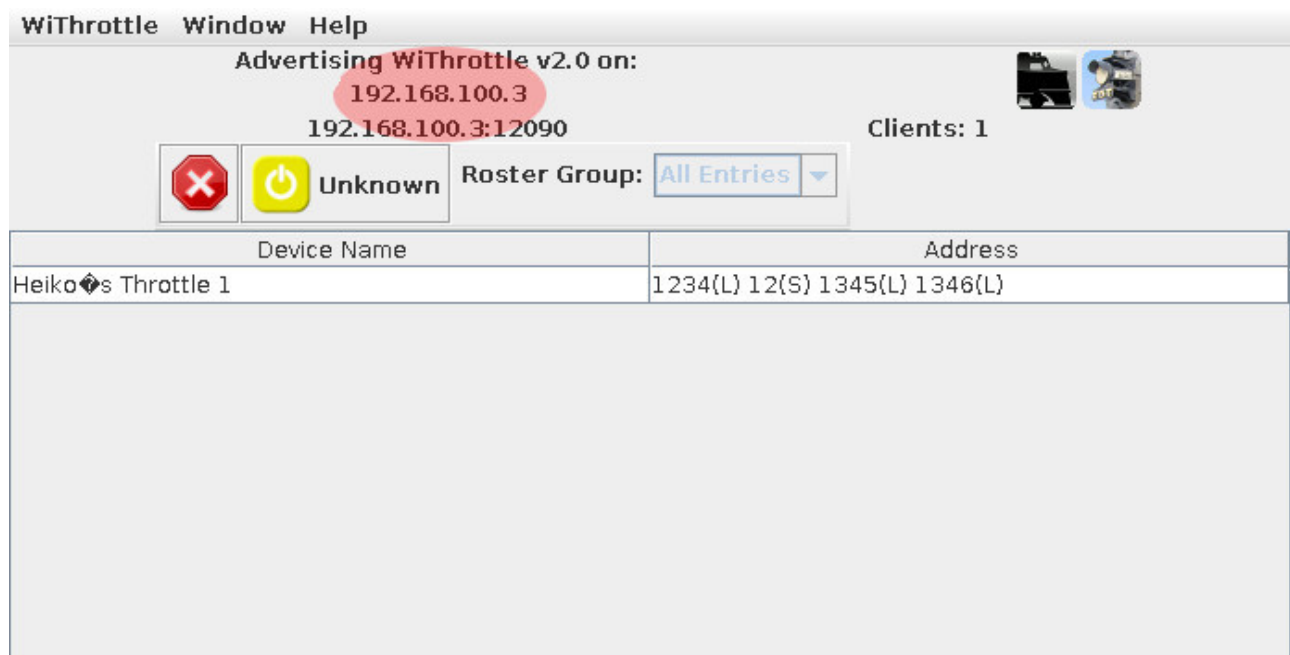 WiThrottle Window Help
Advertising WiThrottle v2.0 on:
192.168.100.3
192.168.100.3:12090
Clients: 1
Unknown
Roster Group: All Entries
Device Name Address
Heiko�s Throttle 1 1234(L) 12(S) 1345(L) 1346(L)